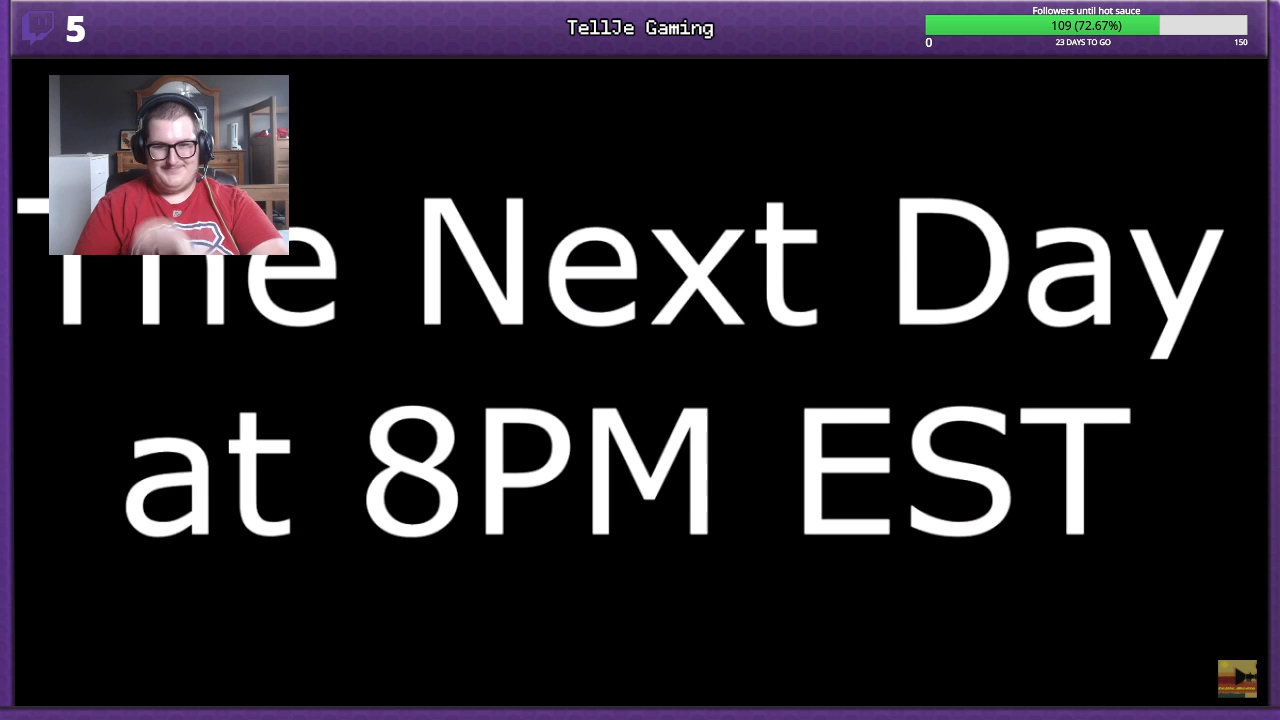 5
TellJe Gaming
Followers until hot sauce
109 (72.67%)
0
23 DAYS TO GO
150
The Next Day
at 8PM EST